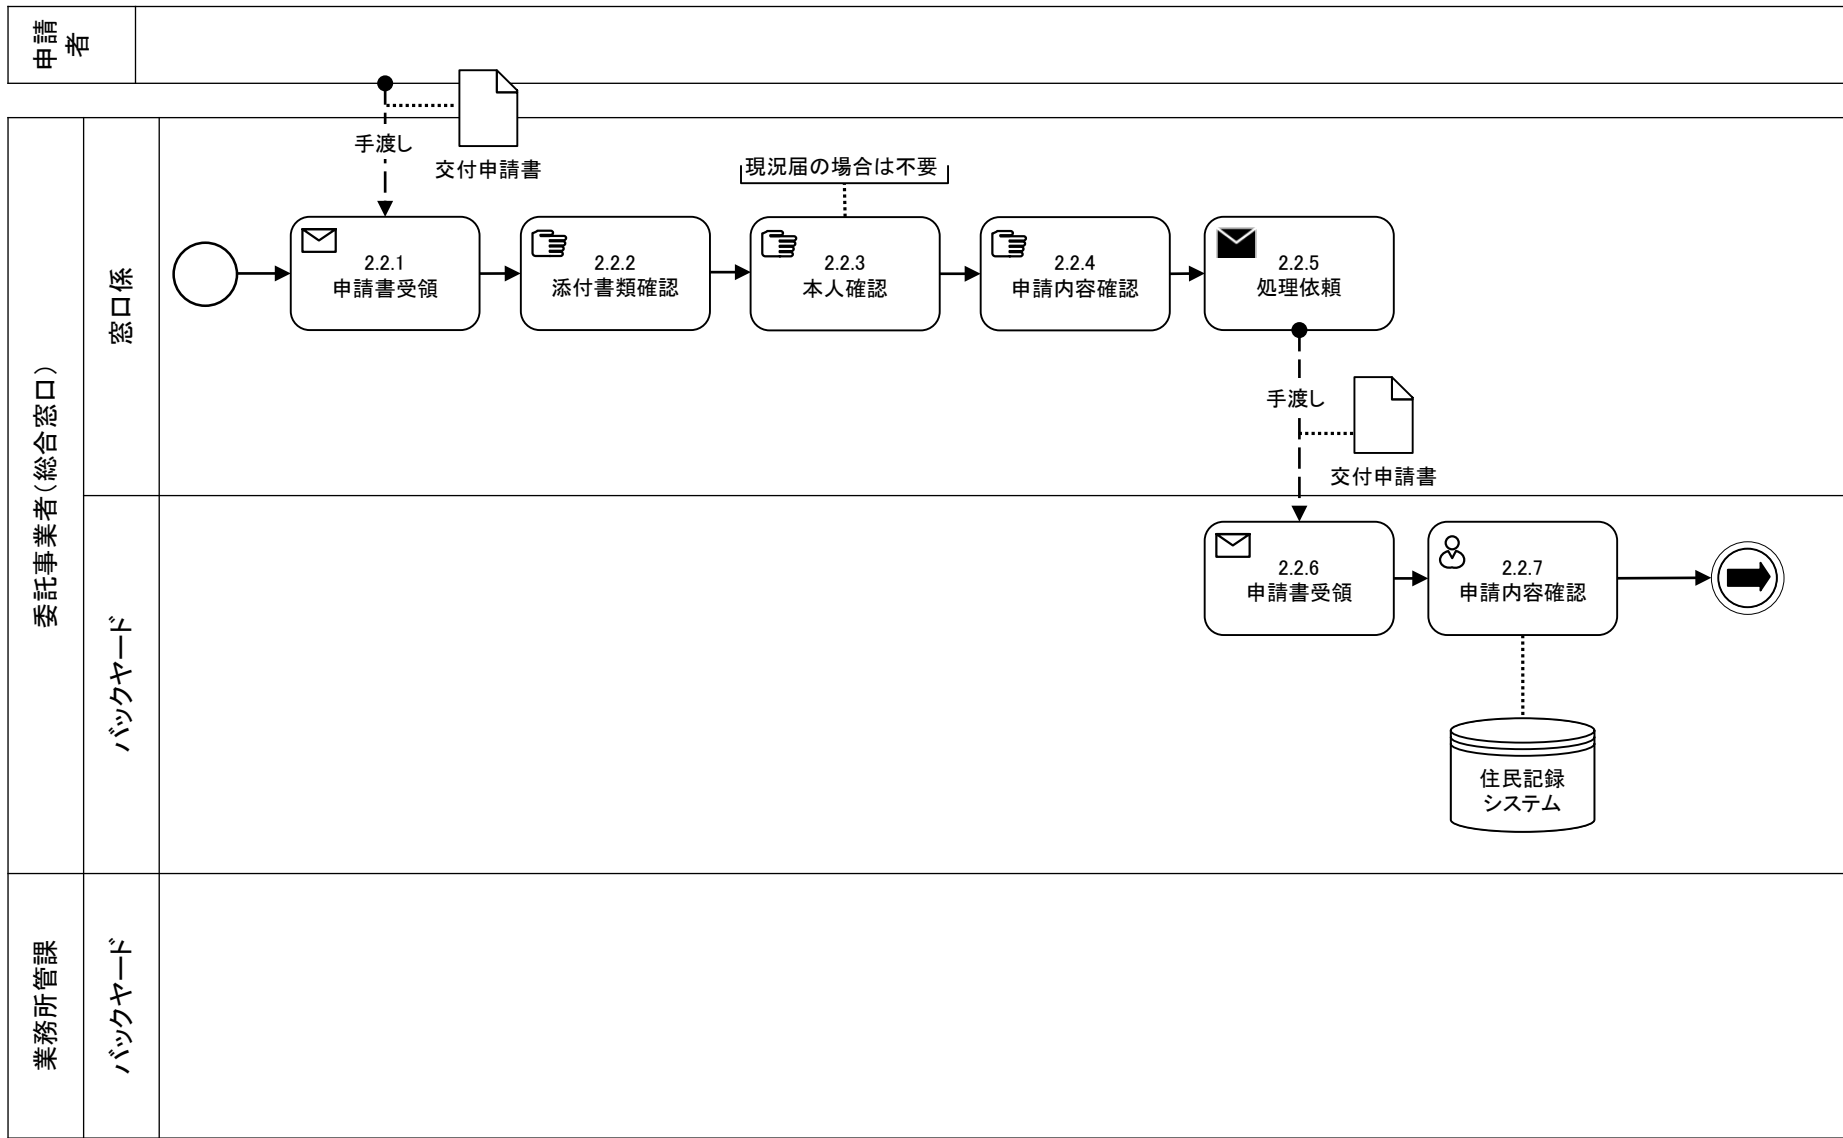 申請
者
手渡し
交付申請書
委託事業者(総合窓口)
窓口係
現況届の場合は不要
2.2.1
申請書受領
2.2.2
添付書類確認
2.2.3
本人確認
2.2.4
申請内容確認
2.2.5
処理依頼
手渡し
交付申請書
バックヤード
2.2.6
申請書受領
2.2.7
申請内容確認
住民記録
システム
業務所管課
バックヤード